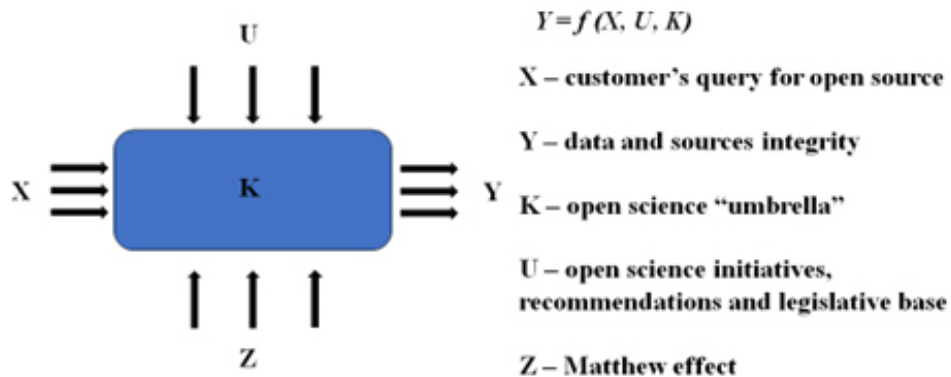 U
X
K
Y
Z
Y = f (X, U, K)
X – customer's query for open source
Y – data and sources integrity
K – open science “umbrella”
U – open science initiatives,
recommendations and legislative base
Z – Matthew effect